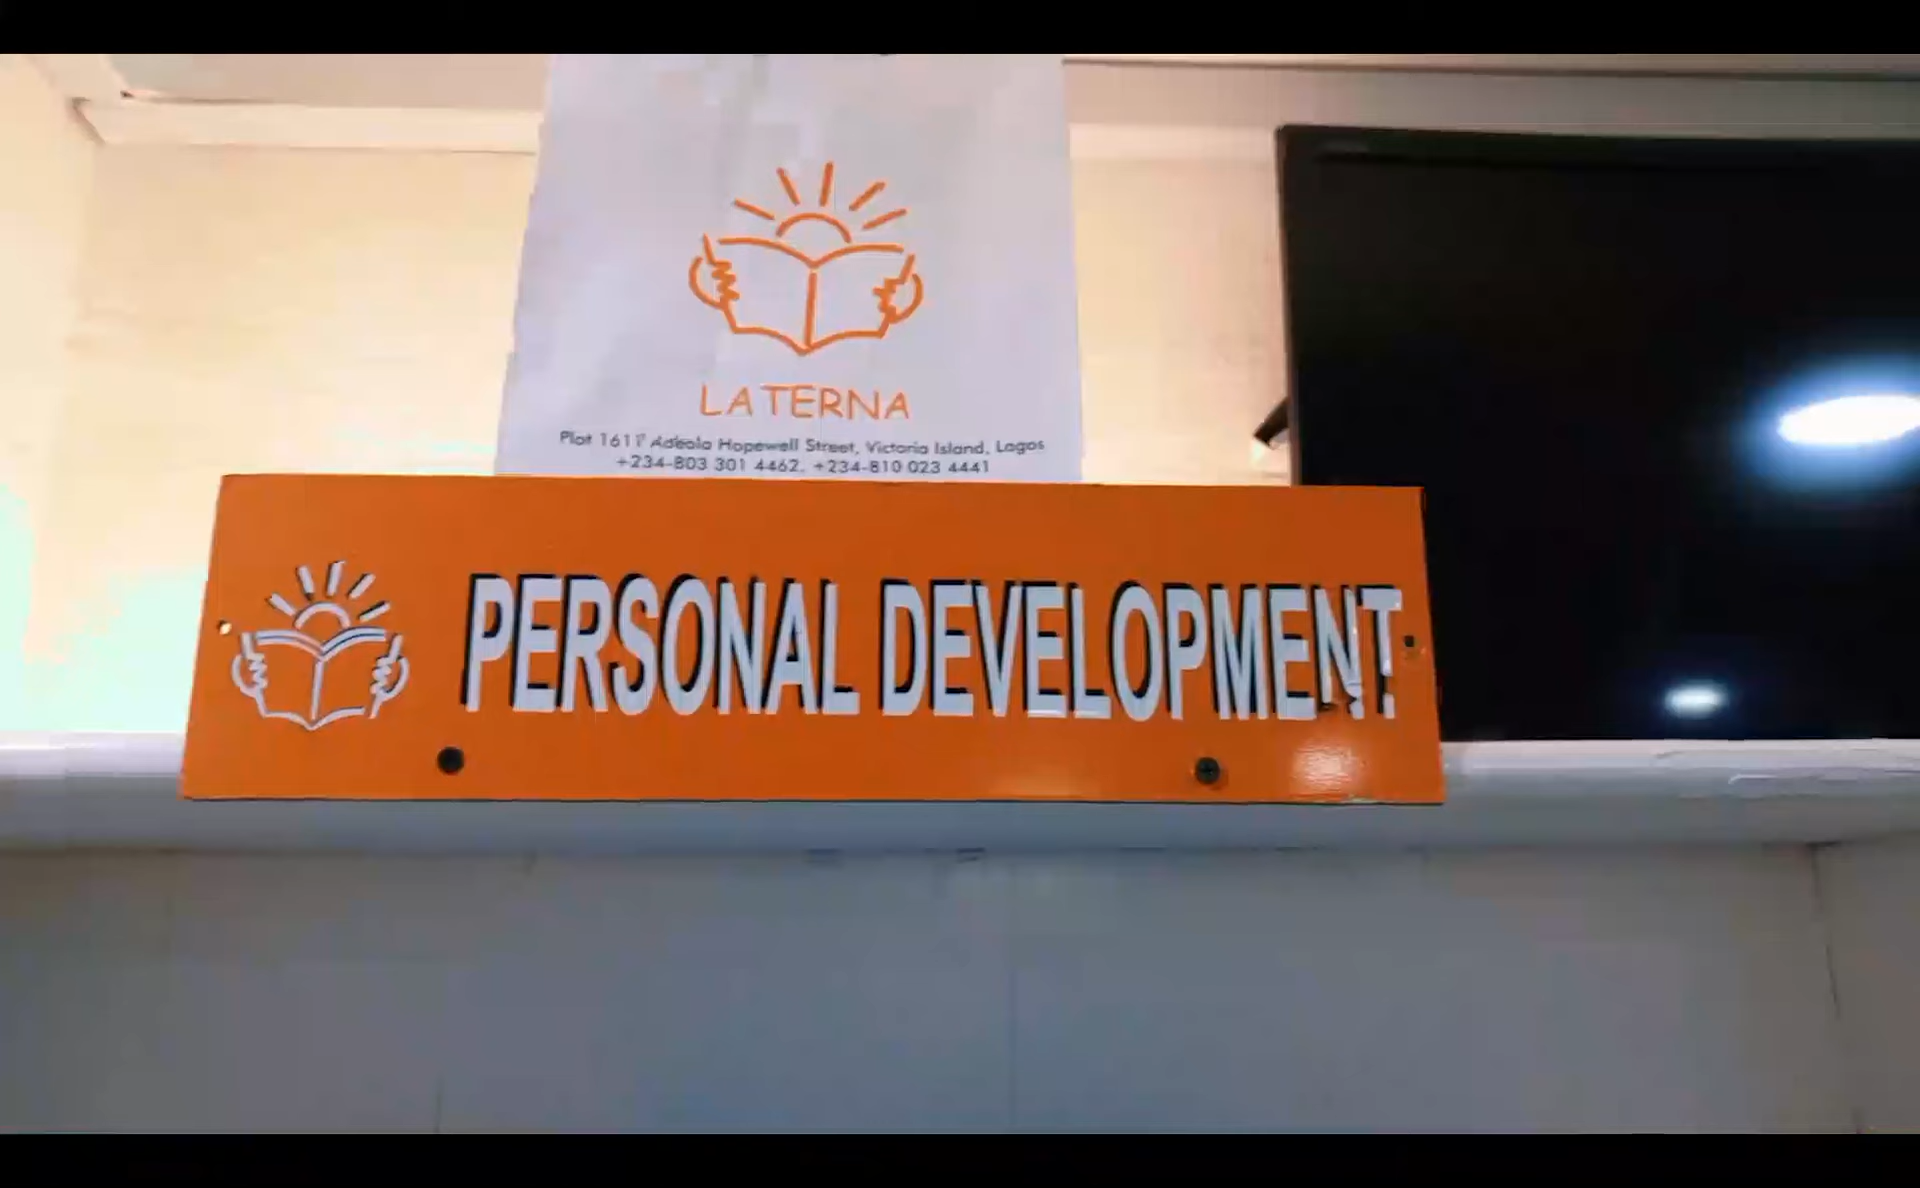 LATERNA
Plot 1611 Adeola Hopewell Street, Victoria Island, Lagos
+234-803 301 4462, +234-810 023 4441
PERSONAL DEVELOPMENT